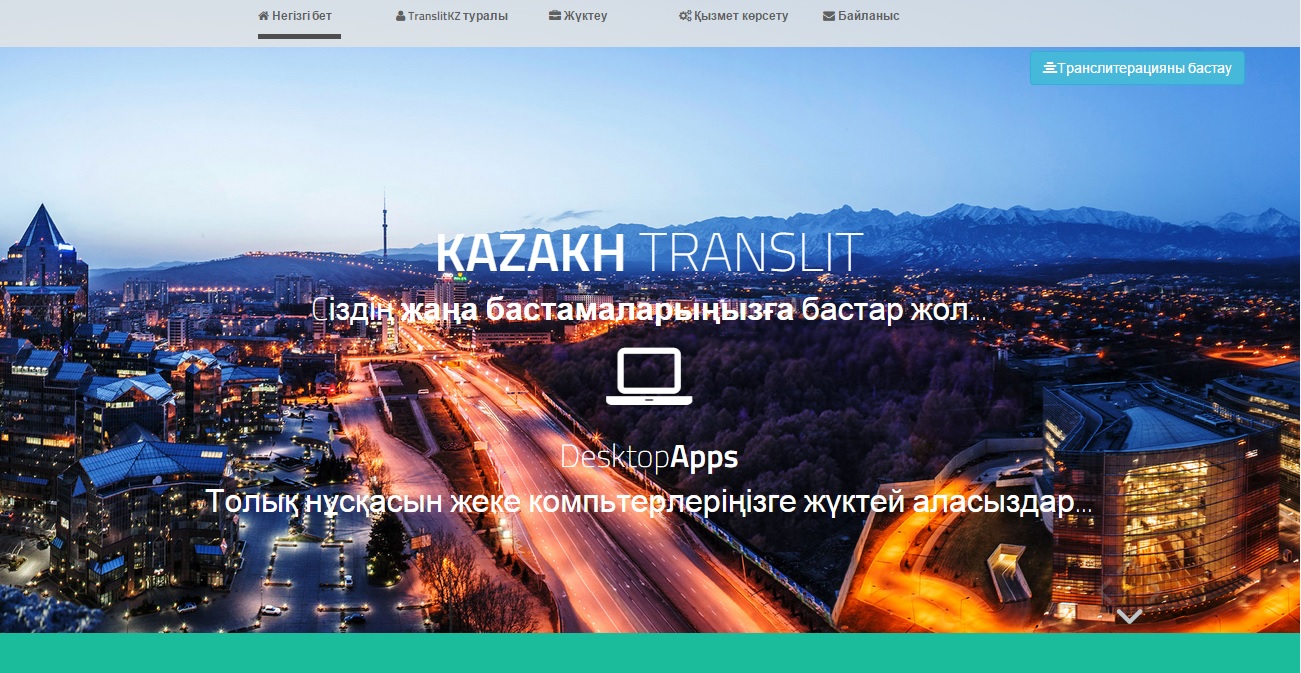 Негізгі бет
TranslitKZ туралы
Жүктеу
Қызмет көрсету
Байланыс
Транслитерацияны бастау
KAZAKH TRANSLIT
Сіздің жаңа бастамаларыңызға бастар жол...
DesktopApps
Толық нұсқасын жеке компьтерлеріңізге жүктей аласыздар...